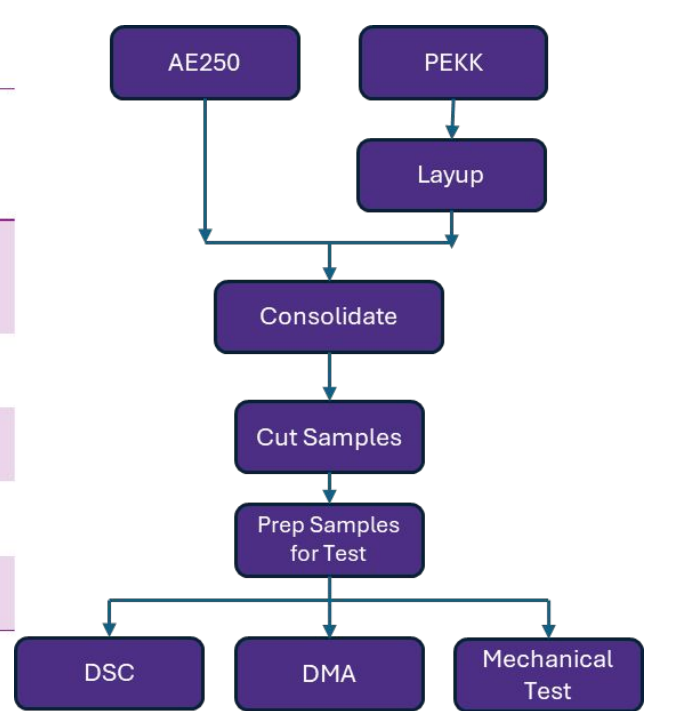 AE250
PEKK
Layup
Consolidate
Cut Samples
Prep Samples
for Test
DSC
DMA
Mechanical
Test